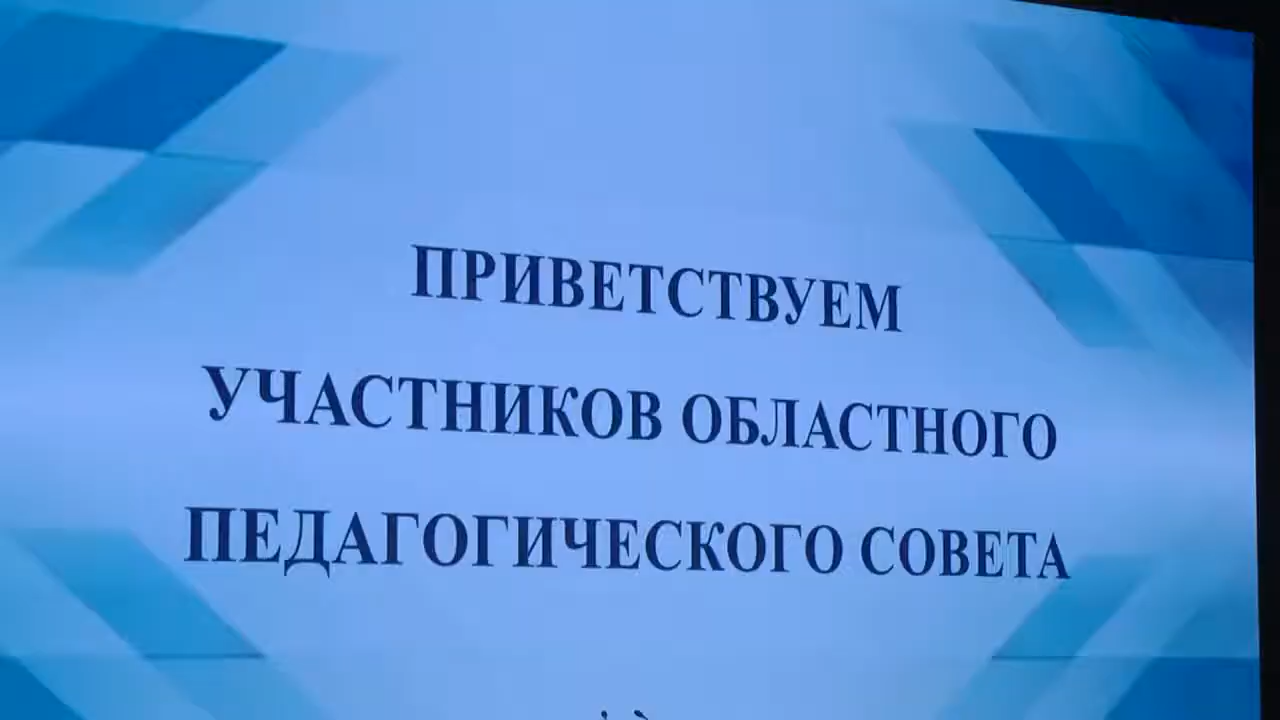 ПРИВЕТСТВУЕМ
УЧАСТНИКОВ ОБЛАСТНОГО
ПЕДАГОГИЧЕСКОГО СОВЕТА